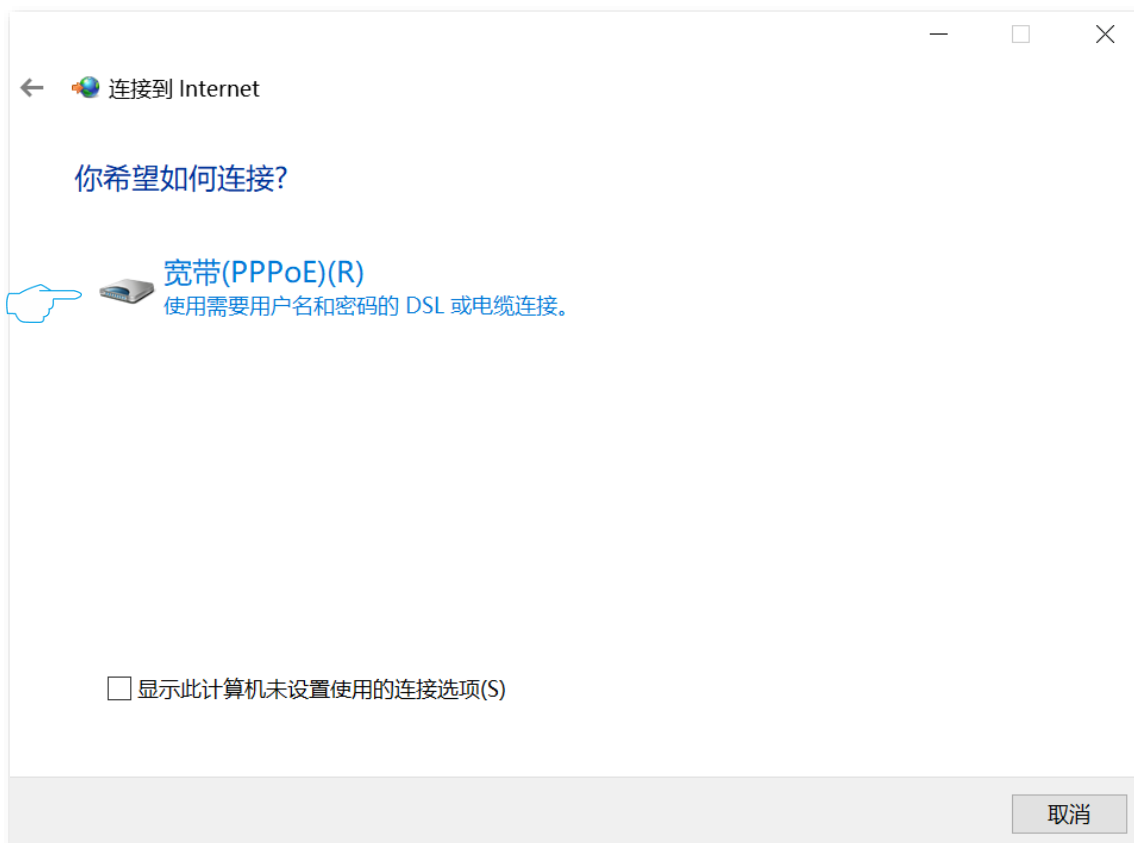 连接到 Internet
你希望如何连接?
宽带(PPPoE)(R)
使用需要用户名和密码的 DSL 或电缆连接。
显示此计算机未设置使用的连接选项(S)
取消